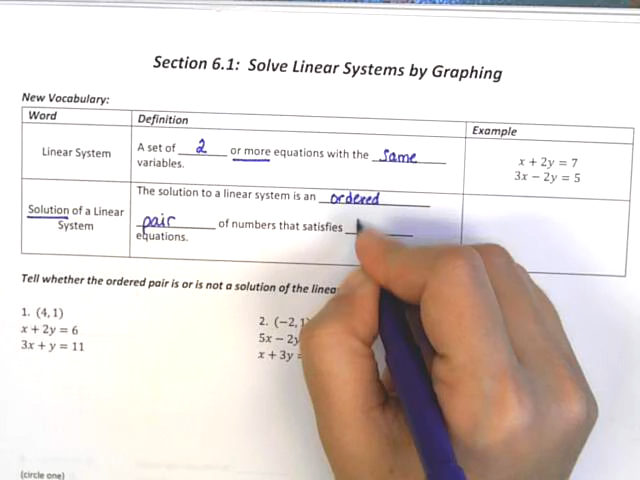 Section 6.1: Solve Linear Systems by Graphing
New Vocabulary:
Word Definition Example
Linear System
A set of 2 or more equations with the same
variables.
x + 2y = 7
3x − 2y = 5
Solution of a Linear
System
The solution to a linear system is an ordered
pair of numbers that satisfies
equations.
Tell whether the ordered pair is or is not a solution of the
1. (4, 1)
x + 2y = 6
3x + y = 11
2. (−2, 1)
5x − 2y
x + 3y =
(circle one)